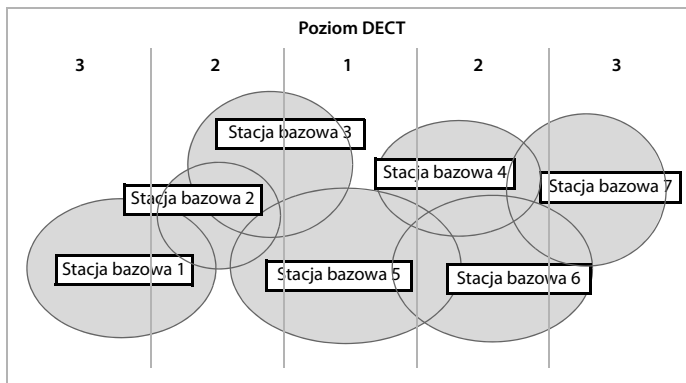 Poziom DECT
3 2 1 2 3
Stacja bazowa 3
Stacja bazowa 4
Stacja bazowa 7
Stacja bazowa 2
Stacja bazowa 1
Stacja bazowa 5
Stacja bazowa 6